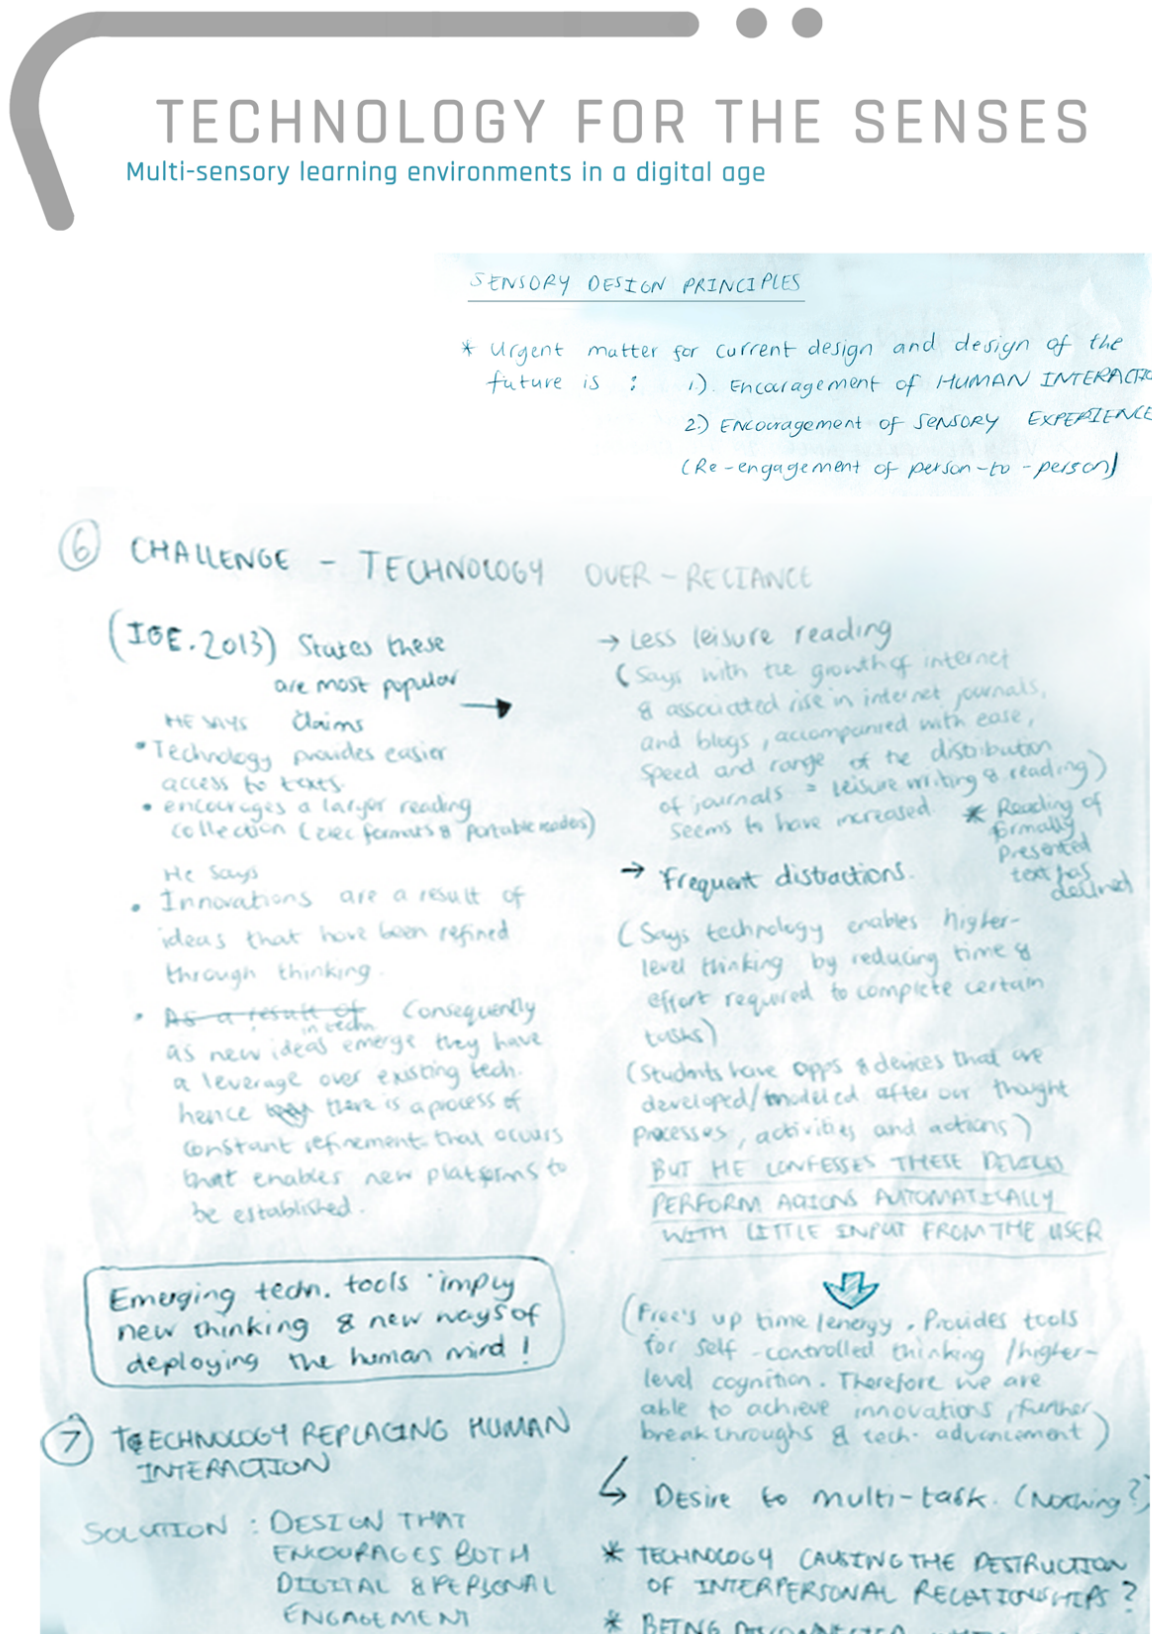 TECHNOLOGY FOR THE SENSES
Multi-sensory learning environments in a digital age
SENSORY DESIGN PRINCIPLES
* Urgent matter for current design and design of the
future is : 1). Encouragement of HUMAN INTERACTIO
2.) Encouragement of SENSORY EXPERIENCE
(Re-engagement of person-to-person)
6 CHALLENGE - TECHNOLOGY OVER-RELIANCE
(IGE. 2013) States these
are most popular
HE SAYS Claims
• Technology provides easier
access to texts.
• encourages a larger reading
collection (elec formats & portable readers)
He Says
• Innovations are a result of
ideas that have been refined
through thinking.
• As a result of Consequently
in techn.
as new ideas emerge they have
a leverage over existing tech.
hence there is a process of
constant refinement that occurs
that enables new platforms to
be established.
Emerging techn. tools imply
new thinking & new ways of
deploying the human mind !
7 TECHNOLOGY REPLACING HUMAN
INTERACTION
SOLUTION : DESIGN THAT
ENCOURAGES BOTH
DIGITAL & PERSONAL
ENGAGEMENT
→ Less leisure reading
(Says with the growth of internet
& associated rise in internet journals,
and blogs, accompanied with ease,
speed and range of the distribution
of journals = leisure writing & reading)
seems to have increased.
* Reading of
formally
presented
text has
declined
→ Frequent distractions.
(Says technology enables higher-
level thinking by reducing time &
effort required to complete certain
tasks)
(Students have apps & devices that are
developed/modeled after our thought
processes, activities and actions)
BUT HE CONFESSES THESE DEVICES
PERFORM ACTIONS AUTOMATICALLY
WITH LITTLE INPUT FROM THE USER
(Free's up time/energy. Provides tools
for self-controlled thinking/higher-
level cognition. Therefore we are
able to achieve innovations, further
breakthroughs & tech. advancement)
Desire to multi-task. (Nothing?)
* TECHNOLOGY CAUSING THE DESTRUCTION
OF INTERPERSONAL RELATIONSHIPS ?
* BEING DISCONNECTED